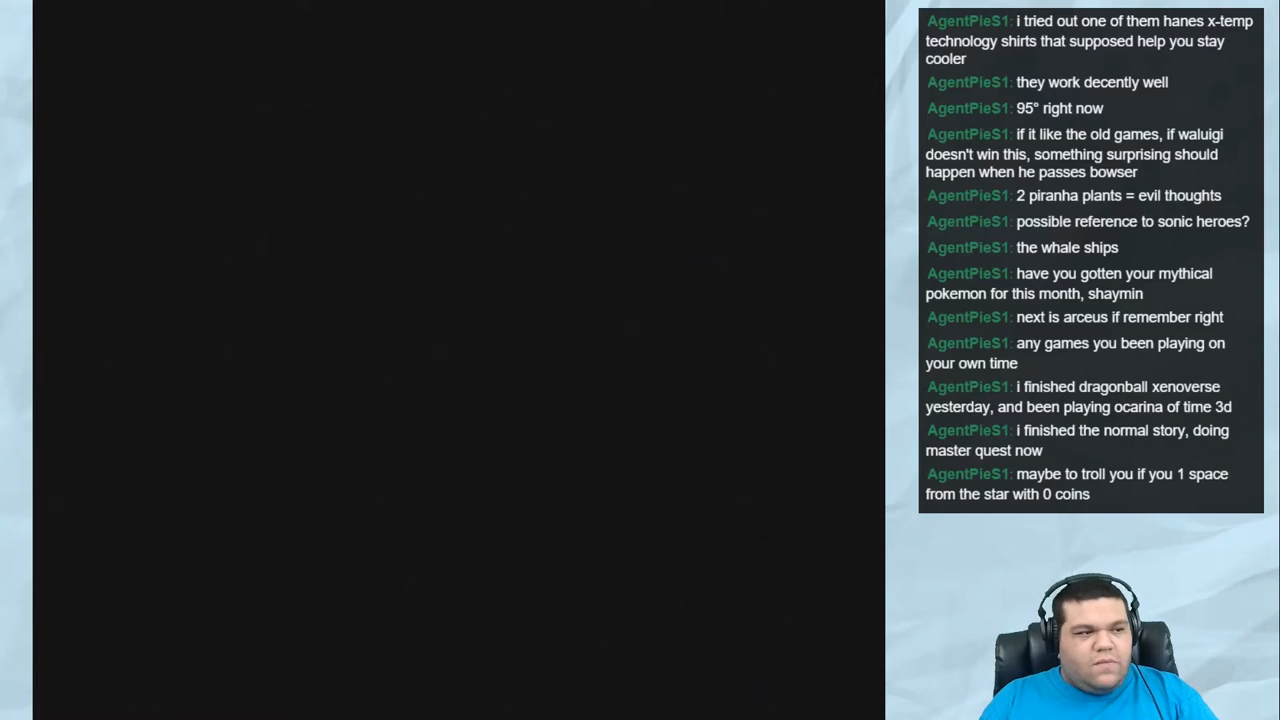 AgentPieS1: i tried out one of them hanes x-temp
technology shirts that supposed help you stay
cooler
AgentPieS1: they work decently well
AgentPieS1: 95° right now
AgentPieS1: if it like the old games, if waluigi
doesn't win this, something surprising should
happen when he passes bowser
AgentPieS1: 2 piranha plants = evil thoughts
AgentPieS1: possible reference to sonic heroes?
AgentPieS1: the whale ships
AgentPieS1: have you gotten your mythical
pokemon for this month, shaymin
AgentPieS1: next is arceus if remember right
AgentPieS1: any games you been playing on
your own time
AgentPieS1: i finished dragonball xenoverse
yesterday, and been playing ocarina of time 3d
AgentPieS1: i finished the normal story, doing
master quest now
AgentPieS1: maybe to troll you if you 1 space
from the star with 0 coins